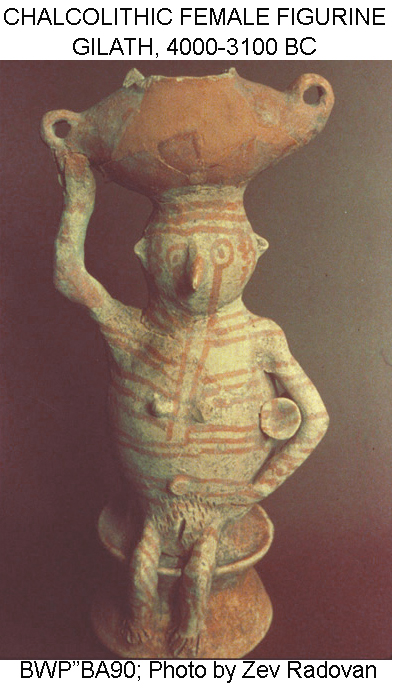 CHALCOLITHIC FEMALE FIGURINE
GILATH, 4000-3100 BC
BWP”BA90; Photo by Zev Radovan